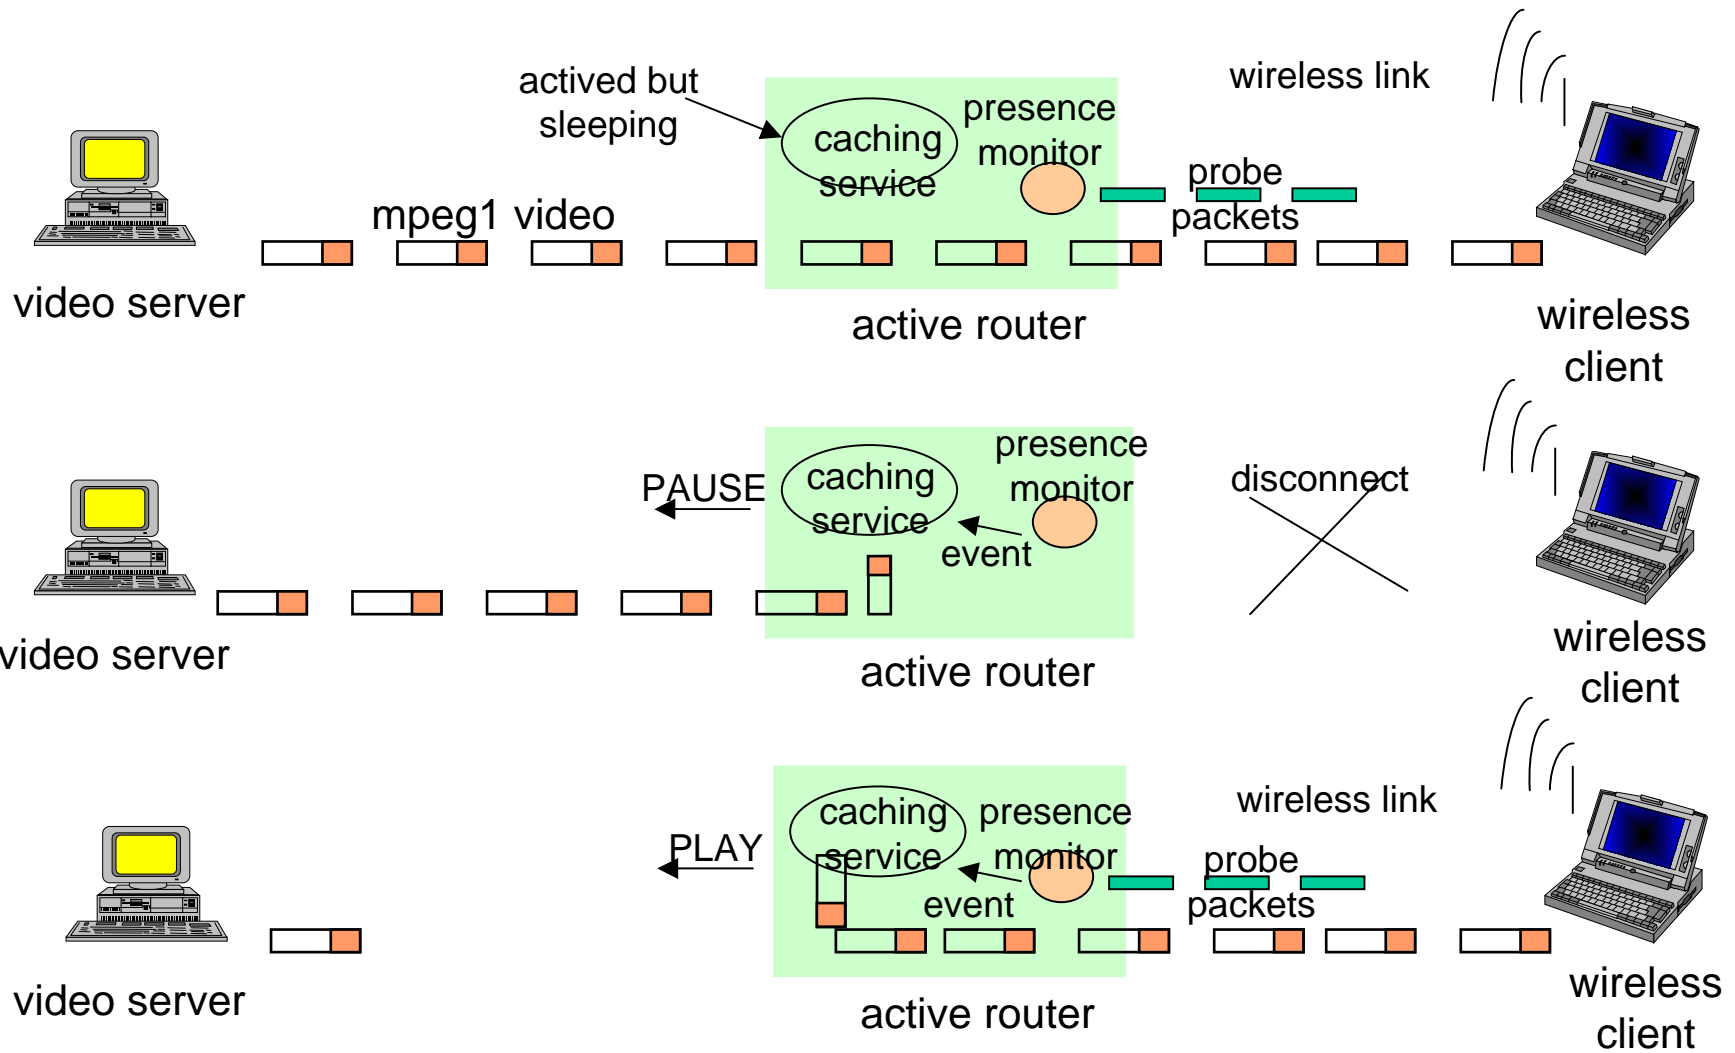 actived but
sleeping
caching
service
presence
monitor
wireless link
probe
packets
mpeg1 video
video server
active router
wireless
client
PAUSE
caching
service
presence
monitor
event
disconnect
video server
active router
wireless
client
PLAY
caching
service
presence
monitor
event
wireless link
probe
packets
video server
active router
wireless
client